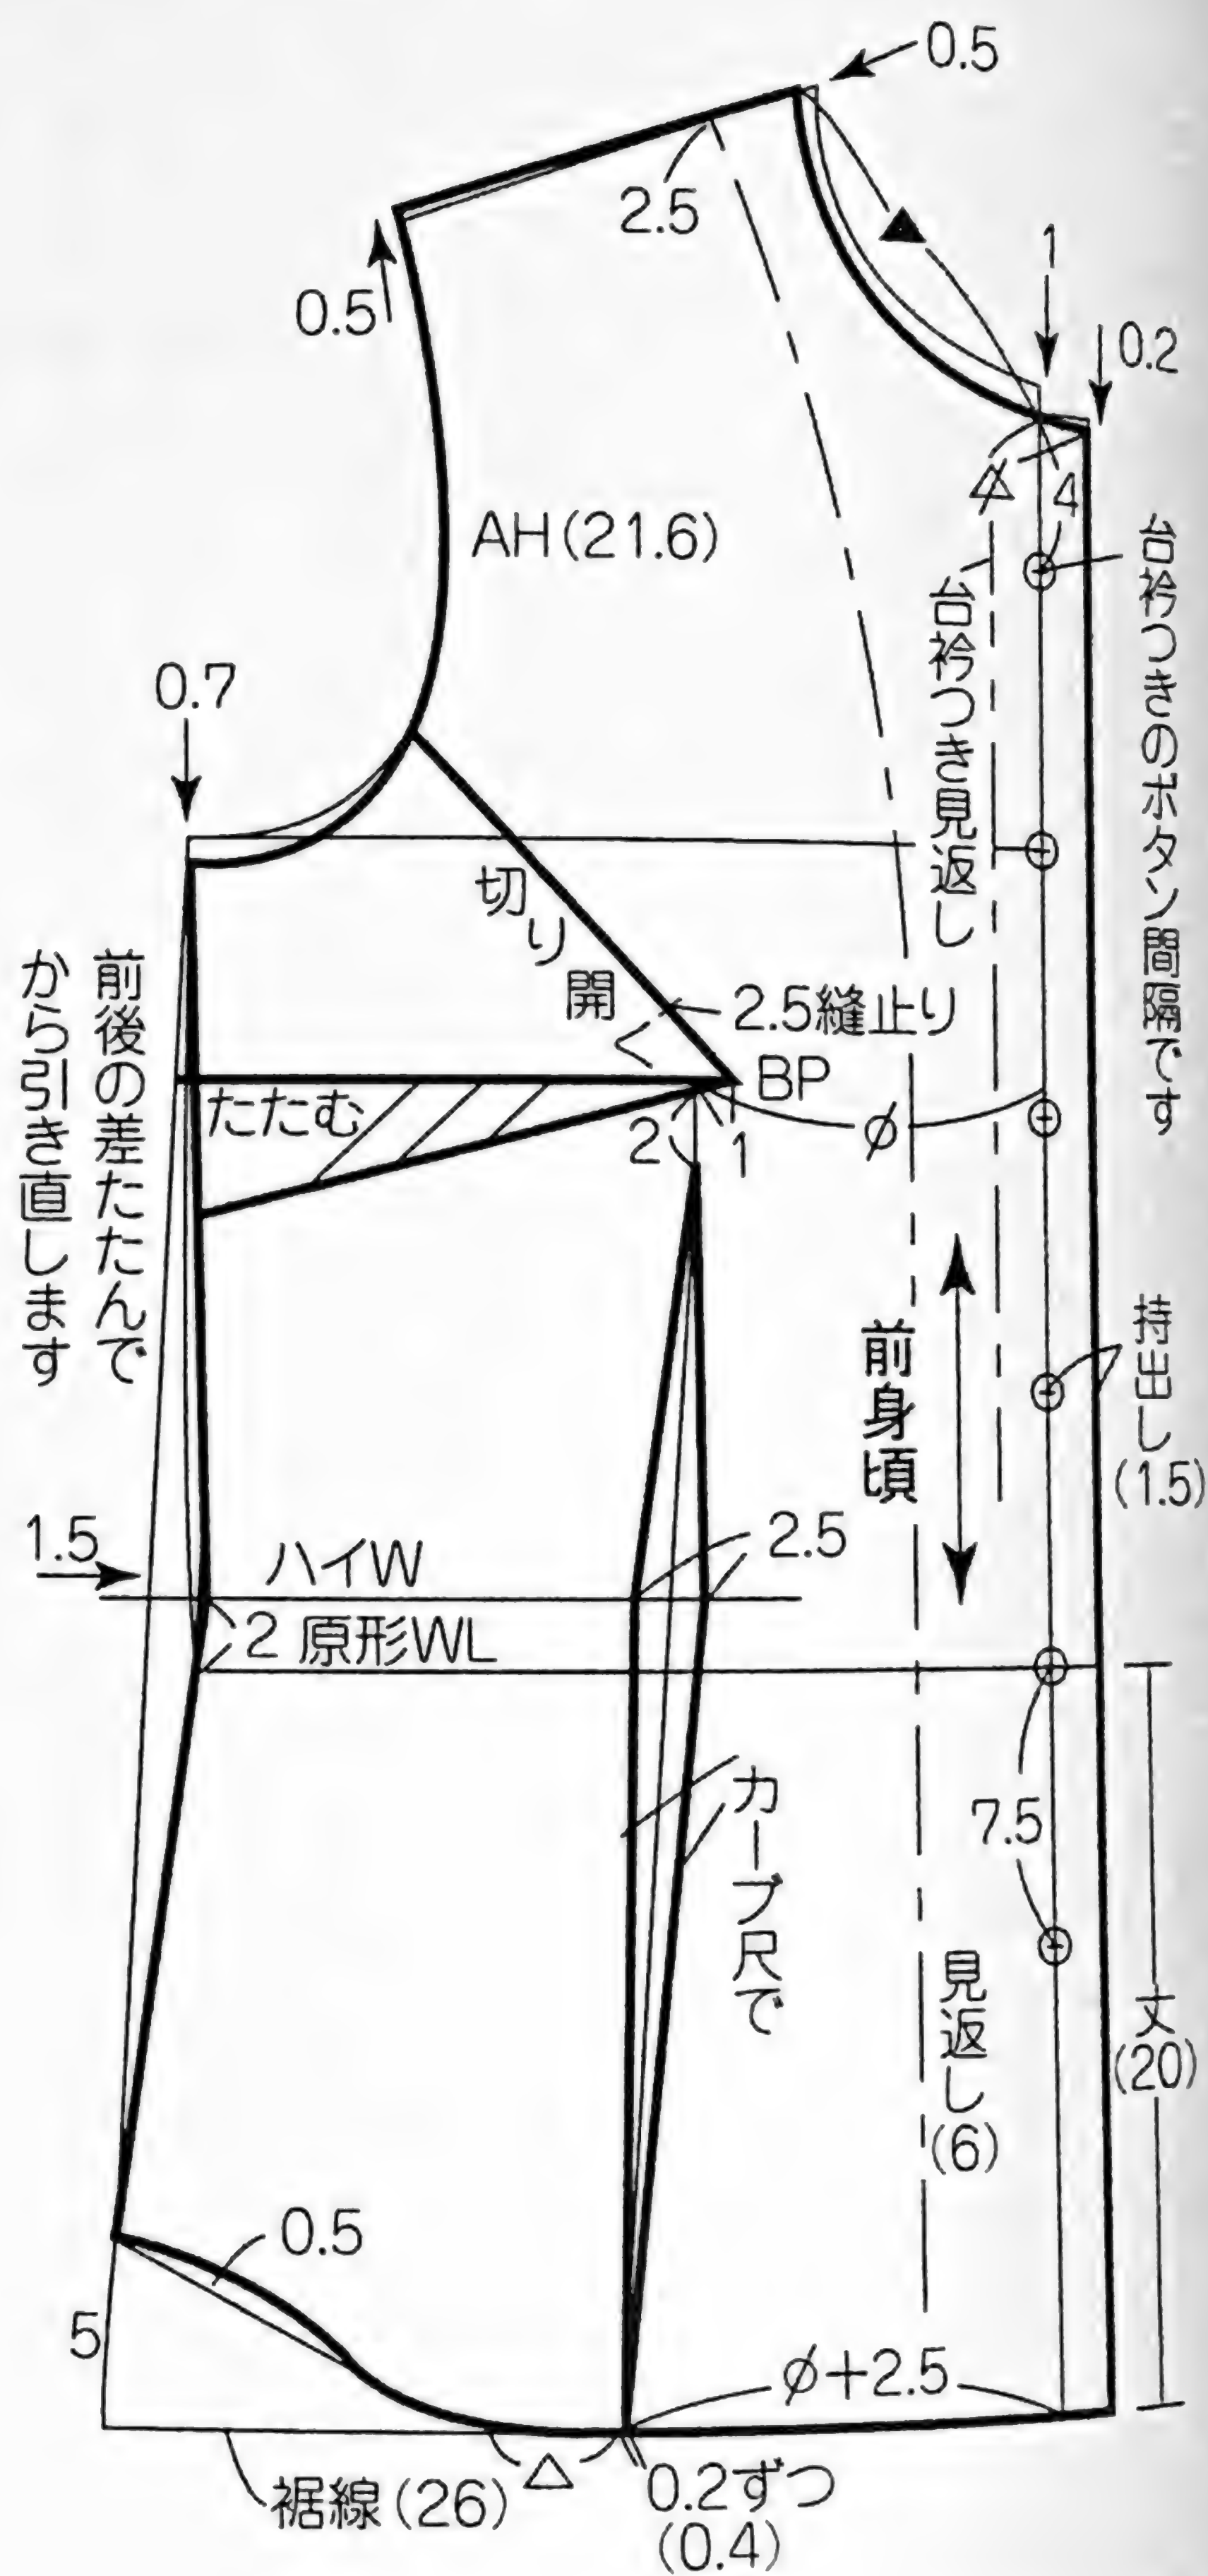 0.5
2.5
▲
1
0.5
0.2
4
AH(21.6)
台衿つき見返し
台衿つきのボタン間隔です
0.7
切り開く
2.5縫止り
BP
前後の差たたんで
から引き直します
たたむ
2
1
φ
前身頃
持出し
(1.5)
1.5
ハイW
2.5
2
原形WL
カーブ尺で
7.5
見返し
(6)
丈
(20)
0.5
5
φ+2.5
△
0.2ずつ
(0.4)
裾線(26)